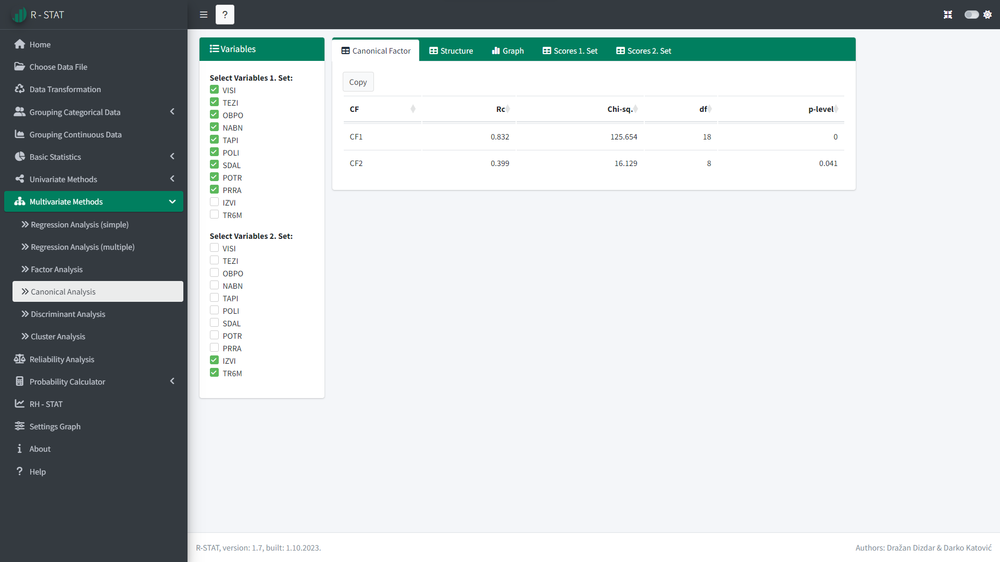 R - STAT
?
Home
Choose Data File
Data Transformation
Grouping Categorical Data
Grouping Continuous Data
Basic Statistics
Univariate Methods
Multivariate Methods
Regression Analysis (simple)
Regression Analysis (multiple)
Factor Analysis
Canonical Analysis
Discriminant Analysis
Cluster Analysis
Reliability Analysis
Probability Calculator
RH - STAT
Settings Graph
About
Help
Variables
Select Variables 1. Set:
VISI
TEZI
OBPO
NABN
TAPI
POLI
SDAL
POTR
PRRA
IZVI
TR6M
Select Variables 2. Set:
VISI
TEZI
OBPO
NABN
TAPI
POLI
SDAL
POTR
PRRA
IZVI
TR6M
Canonical Factor Structure Graph Scores 1. Set Scores 2. Set
Copy
CF Rc Chi-sq. df p-level
CF1 0.832 125.654 18 0
CF2 0.399 16.129 8 0.041
R-STAT, version: 1.7, built: 1.10.2023.
Authors: Dražan Dizdar & Darko Katović